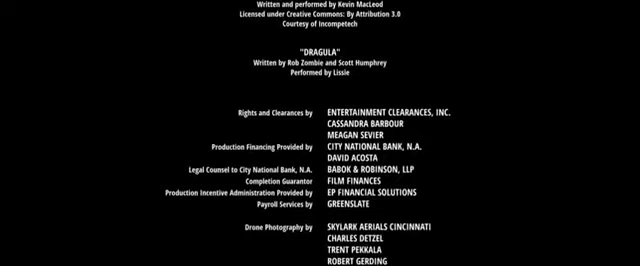 Written and performed by Kevin MacLeod
Licensed under Creative Commons: By Attribution 3.0
Courtesy of Incompetech
"DRAGULA"
Written by Rob Zombie and Scott Humphrey
Performed by Lissie
Rights and Clearances by ENTERTAINMENT CLEARANCES, INC.
CASSANDRA BARBOUR
MEAGAN SEVIER
Production Financing Provided by CITY NATIONAL BANK, N.A.
DAVID ACOSTA
Legal Counsel to City National Bank, N.A. BABOK & ROBINSON, LLP
Completion Guarantor FILM FINANCES
Production Incentive Administration Provided by EP FINANCIAL SOLUTIONS
Payroll Services by GREENSLATE
Drone Photography by SKYLARK AERIALS CINCINNATI
CHARLES DETZEL
TRENT PEKKALA
ROBERT GERDING